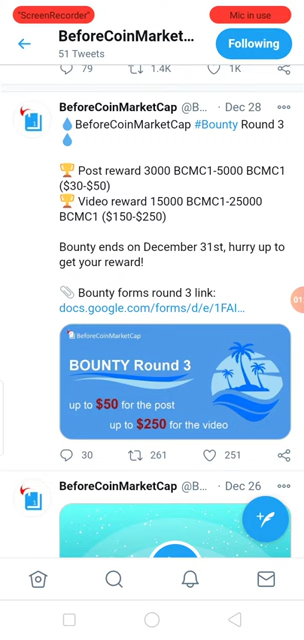 "ScreenRecorder"
Mic in use
BeforeCoinMarket...
51 Tweets
Following
79 1.4K 1K
BeforeCoinMarketCap @B... · Dec 28
💧BeforeCoinMarketCap #Bounty Round 3
💧
🏆 Post reward 3000 BCMC1-5000 BCMC1
($30-$50)
🏆 Video reward 15000 BCMC1-25000
BCMC1 ($150-$250)
Bounty ends on December 31st, hurry up to
get your reward!
📎 Bounty forms round 3 link:
docs.google.com/forms/d/e/1FAI...
BeforeCoinMarketCap
BOUNTY Round 3
up to $50 for the post
up to $250 for the video
30 261 251
BeforeCoinMarketCap @B... · Dec 26